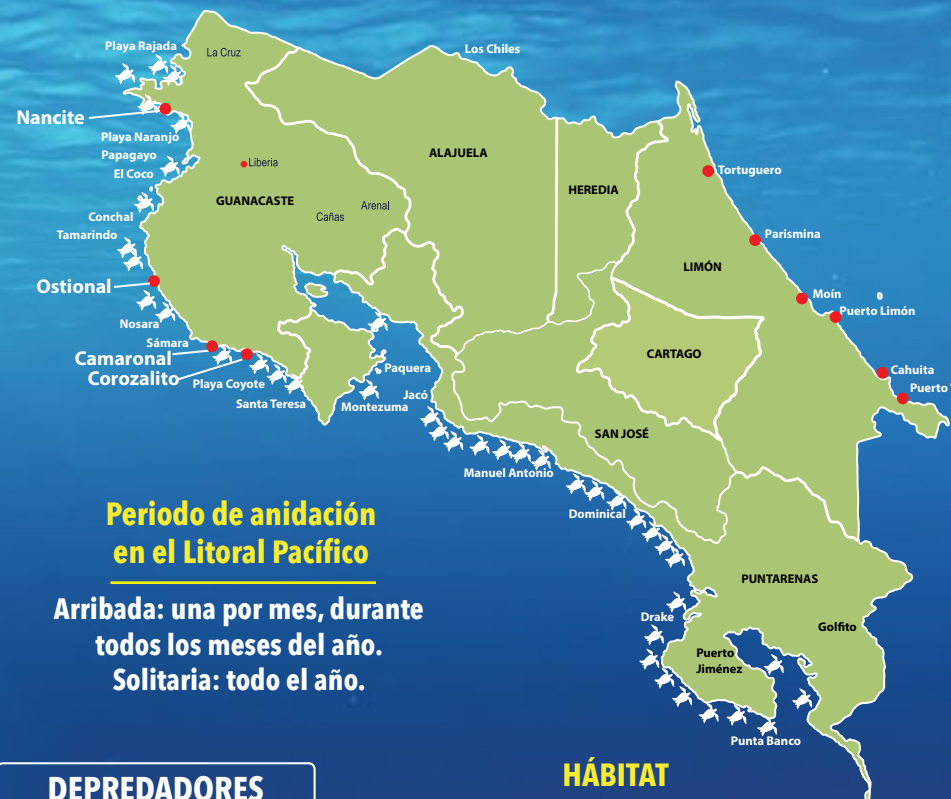 La Cruz
Playa Rajada
Los Chiles
Nancite
Playa Naranjo
Papagayo
El Coco
Liberia
ALAJUELA
HEREDIA
Tortuguero
GUANACASTE
Arenal
Cañas
Conchal
Tamarindo
Parismina
LIMÓN
Ostional
Moín
Puerto Limón
Nosara
Sámara
Camaronal
Corozalito
CARTAGO
Cahuita
Paquera
Playa Coyote
Puerto
Santa Teresa
Montezuma
Jacó
SAN JOSÉ
Manuel Antonio
Dominical
Periodo de anidación
en el Litoral Pacífico
Arribada: una por mes, durante
todos los meses del año.
Solitaria: todo el año.
PUNTARENAS
Drake
Golfito
Puerto
Jiménez
Punta Banco
DEPREDADORES
HÁBITAT